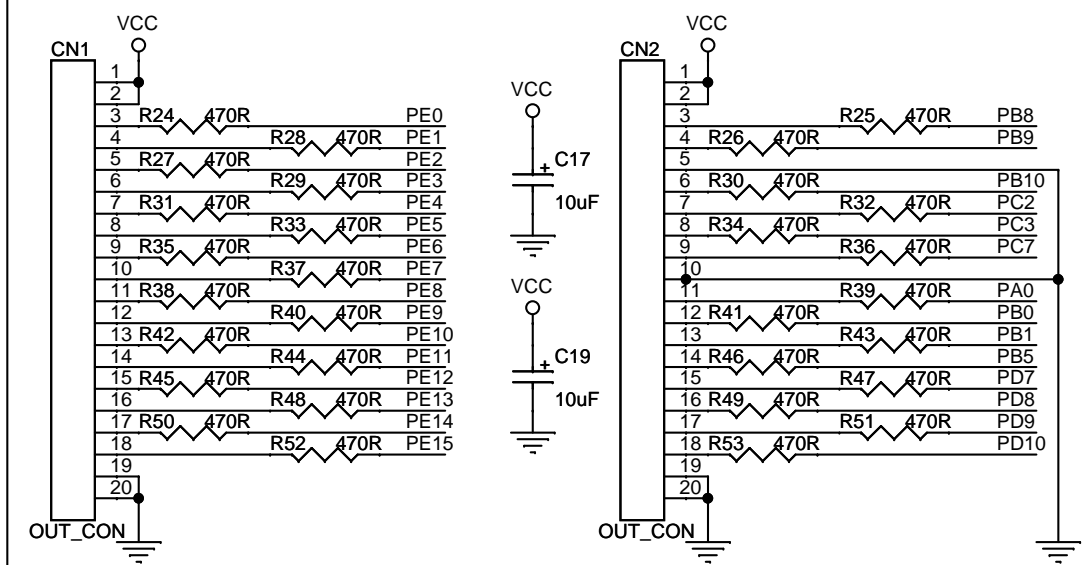 VCC
CN1
1
2
3 R24 470R PE0
4 R28 470R PE1
5 R27 470R PE2
6 R29 470R PE3
7 R31 470R PE4
8 R33 470R PE5
9 R35 470R PE6
10 R37 470R PE7
11 R38 470R PE8
12 R40 470R PE9
13 R42 470R PE10
14 R44 470R PE11
15 R45 470R PE12
16 R48 470R PE13
17 R50 470R PE14
18 R52 470R PE15
19
20
OUT_CON
VCC
+ C17
10uF
VCC
+ C19
10uF
VCC
CN2
1
2
3 R25 470R PB8
4 R26 470R PB9
5
6 R30 470R PB10
7 R32 470R PC2
8 R34 470R PC3
9 R36 470R PC7
10
11 R39 470R PA0
12 R41 470R PB0
13 R43 470R PB1
14 R46 470R PB5
15 R47 470R PD7
16 R49 470R PD8
17 R51 470R PD9
18 R53 470R PD10
19
20
OUT_CON